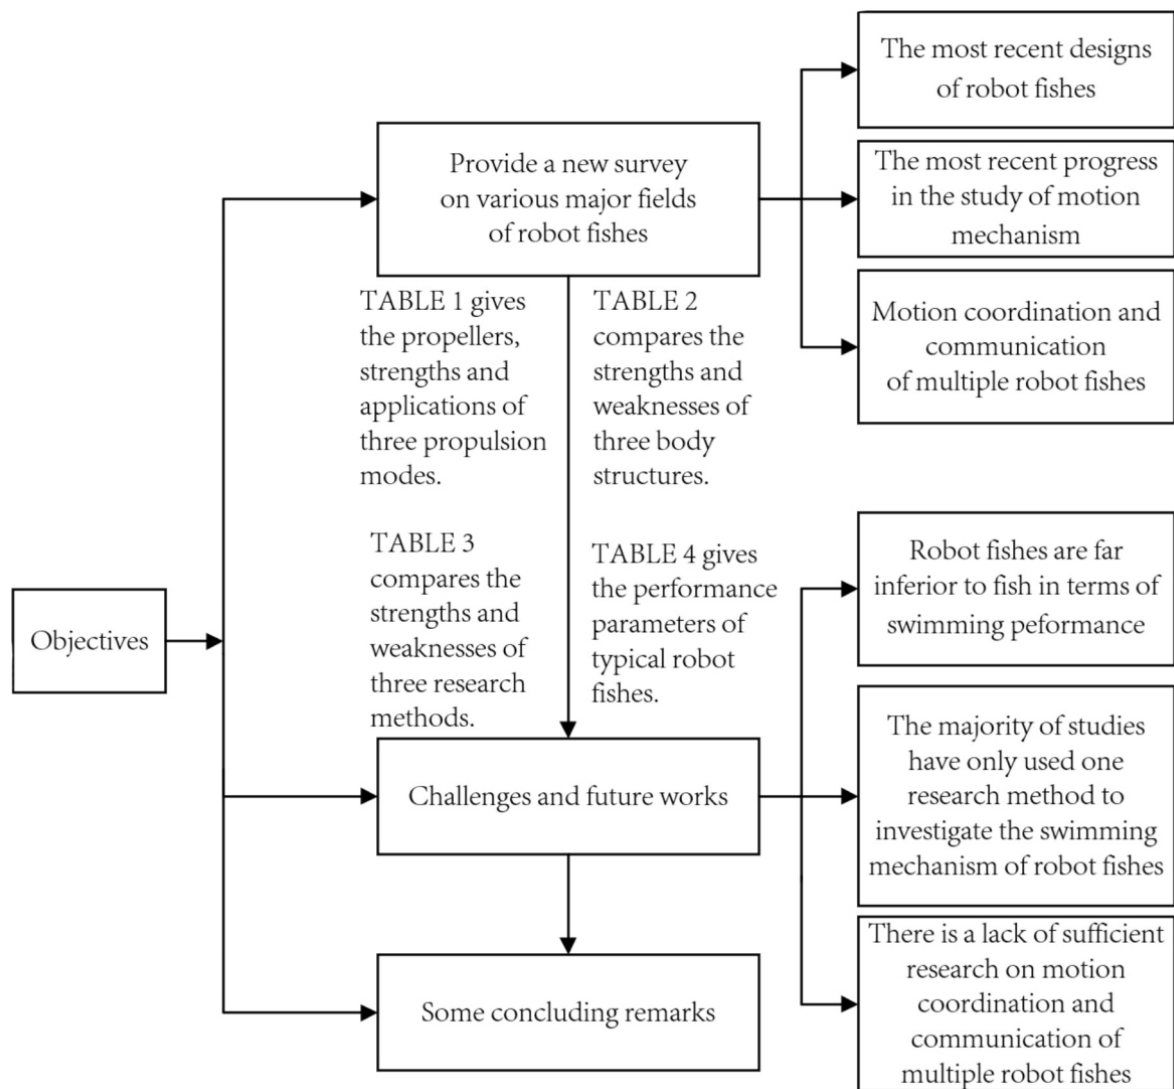 The most recent designs
of robot fishes
Provide a new survey
on various major fields
of robot fishes
The most recent progress
in the study of motion
mechanism
Motion coordination and
communication
of multiple robot fishes
TABLE 1 gives
the propellers,
strengths and
applications of
three propulsion
modes.
TABLE 2
compares the
strengths and
weaknesses of
three body
structures.
TABLE 3
compares the
strengths and
weaknesses of
three research
methods.
TABLE 4 gives
the performance
parameters of
typical robot
fishes.
Objectives
Robot fishes are far
inferior to fish in terms of
swimming peformance
Challenges and future works
The majority of studies
have only used one
research method to
investigate the swimming
mechanism of robot fishes
Some concluding remarks
There is a lack of sufficient
research on motion
coordination and
communication of
multiple robot fishes